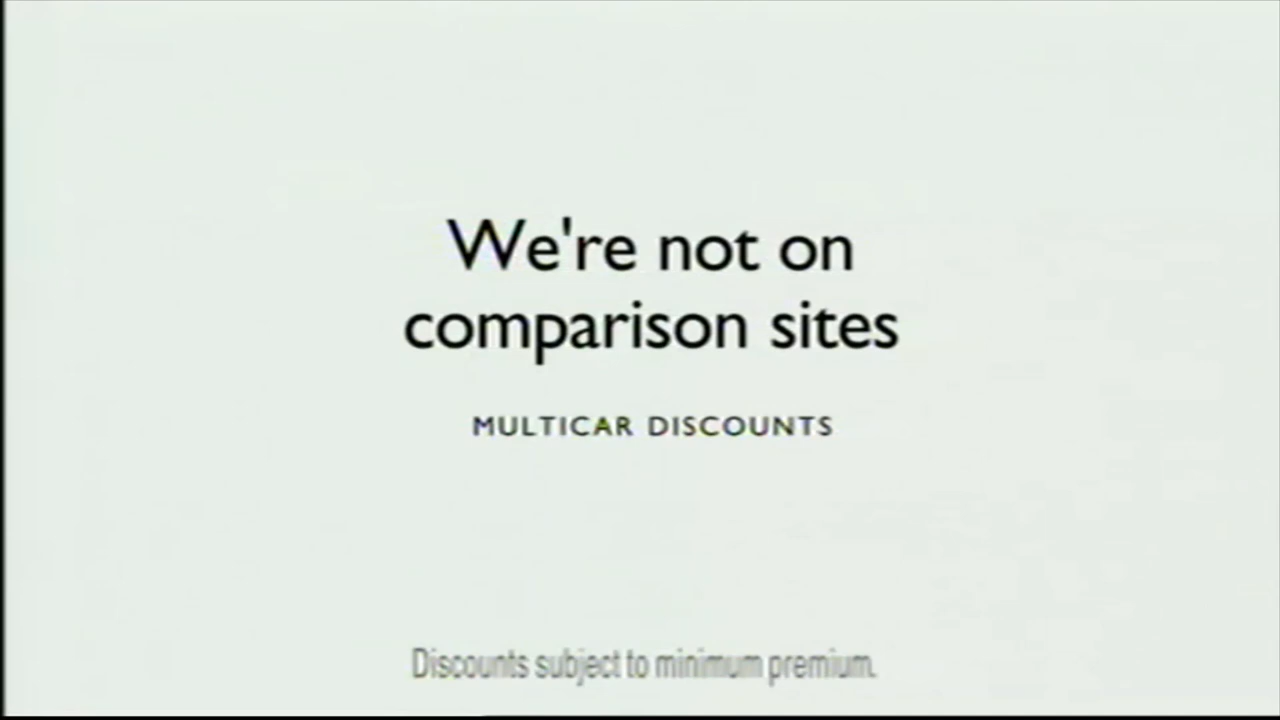 We're not on
comparison sites
MULTICAR DISCOUNTS
Discounts subject to minimum premium.